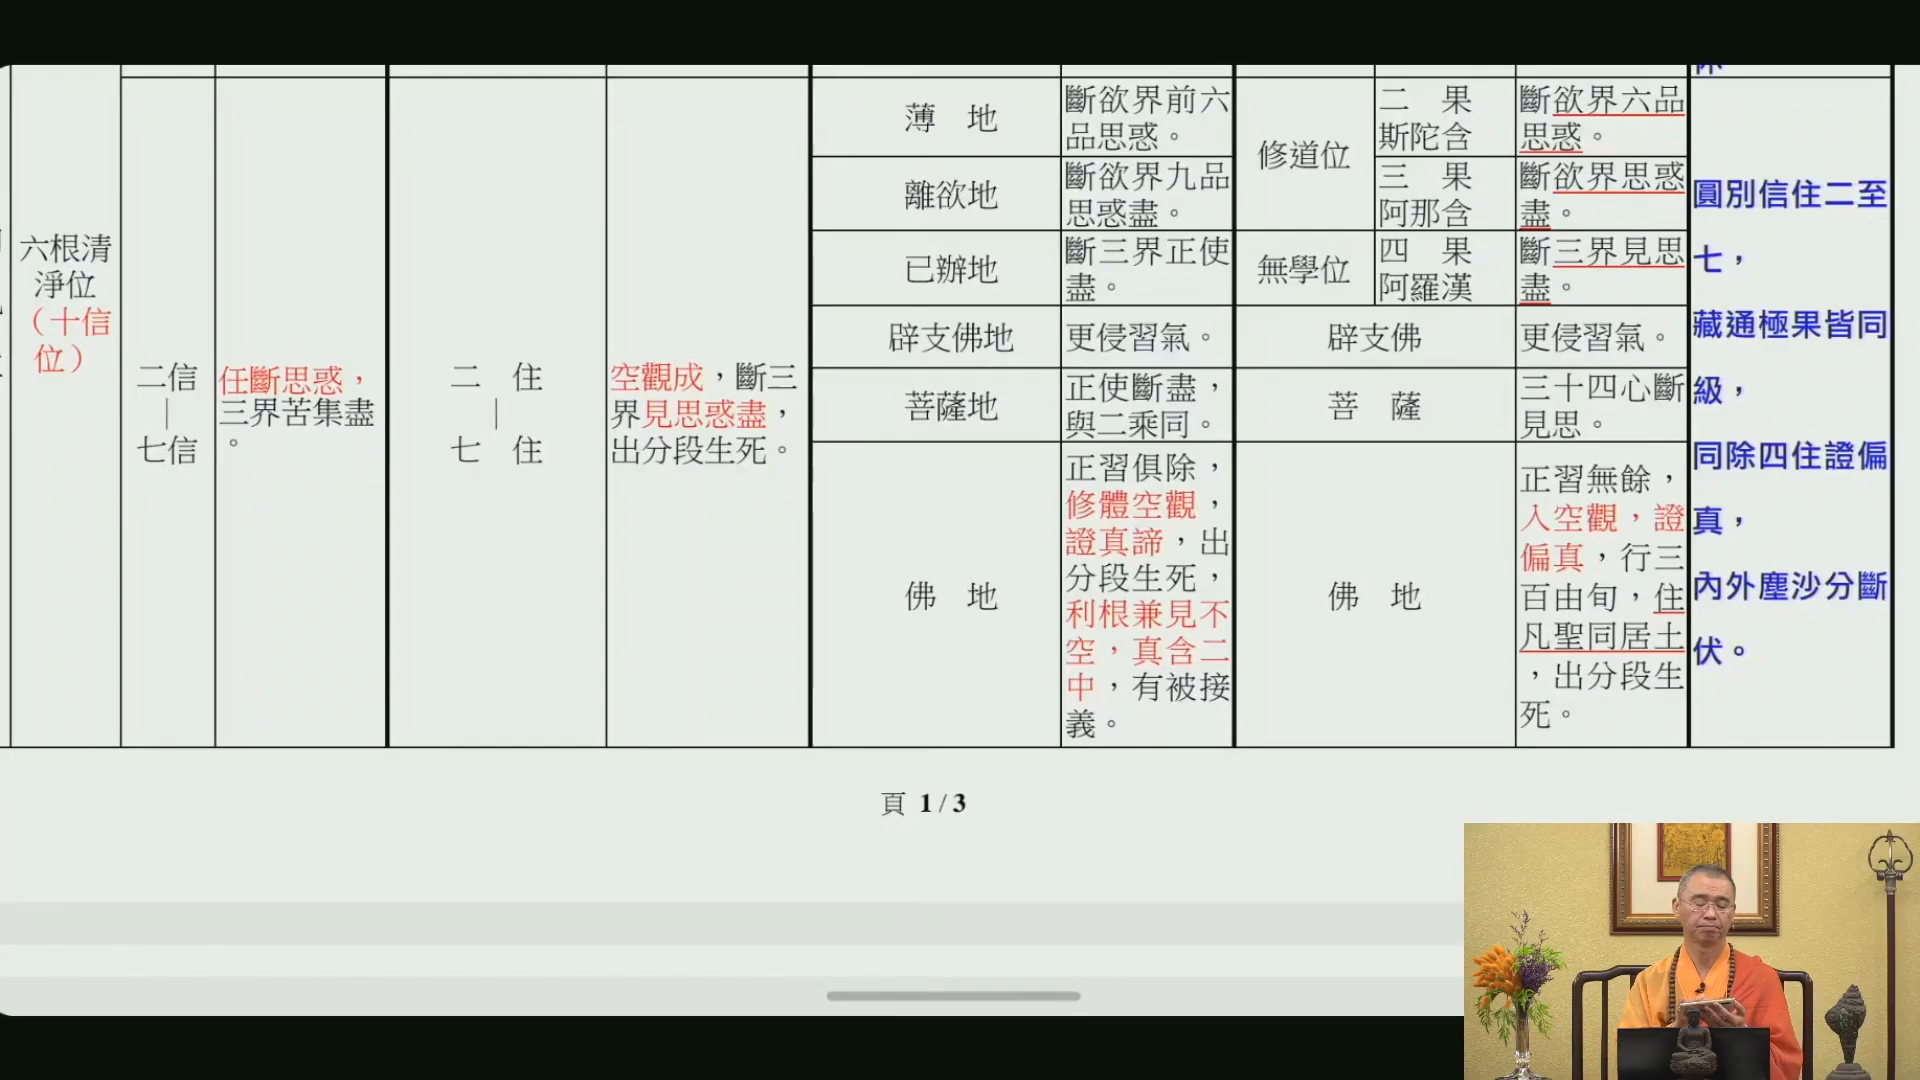 六根清
淨位
（十信
位）
二信
｜
七信
任斷思惑，
三界苦集盡
。
二　住
｜
七　住
空觀成，斷三
界見思惑盡，
出分段生死。
薄　地
斷欲界前六
品思惑。
離欲地
斷欲界九品
思惑盡。
已辦地
斷三界正使
盡。
辟支佛地
更侵習氣。
菩薩地
正使斷盡，
與二乘同。
佛　地
正習俱除，
修體空觀，
證真諦，出
分段生死，
利根兼見不
空，真含二
中，有被接
義。
修道位
二　果
斯陀含
斷欲界六品
思惑。
三　果
阿那含
斷欲界思惑
盡。
無學位
四　果
阿羅漢
斷三界見思
盡。
辟支佛
更侵習氣。
菩　薩
三十四心斷
見思。
佛　地
正習無餘，
入空觀，證
偏真，行三
百由旬，住
凡聖同居土
，出分段生
死。
圓別信住二至
七，
藏通極果皆同
級，
同除四住證偏
真，
內外塵沙分斷
伏。
頁 1 / 3